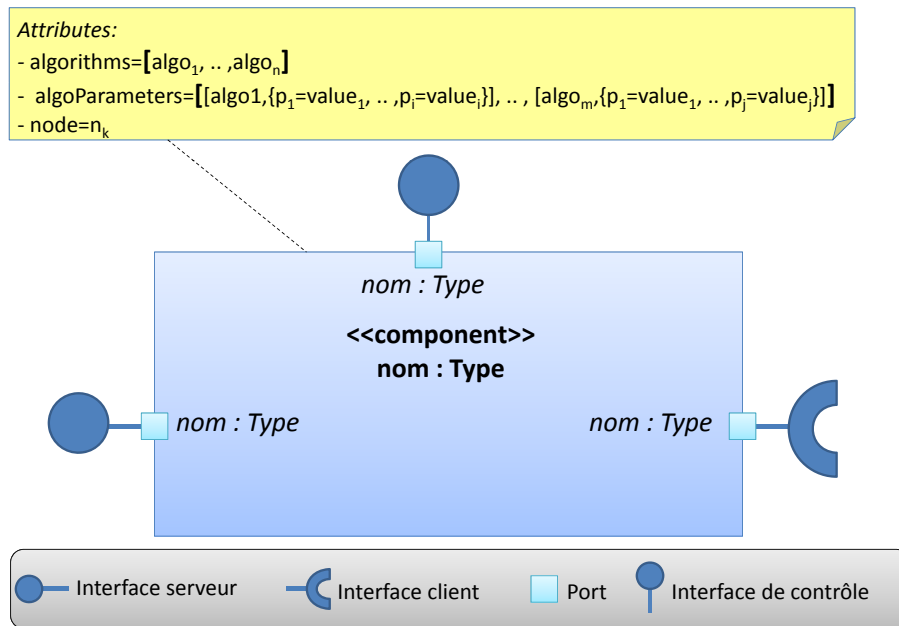 Attributes:
- algorithms=[algo₁, .. ,algoₙ]
- algoParameters=[[algo1,{p₁=value₁, .. ,pᵢ=valueᵢ}], .. , [algoₘ,{p₁=value₁, .. ,pⱼ=valueⱼ}]]
- node=nₖ
nom : Type
<<component>>
nom : Type
nom : Type
nom : Type
Interface serveur
Interface client
Port
Interface de contrôle